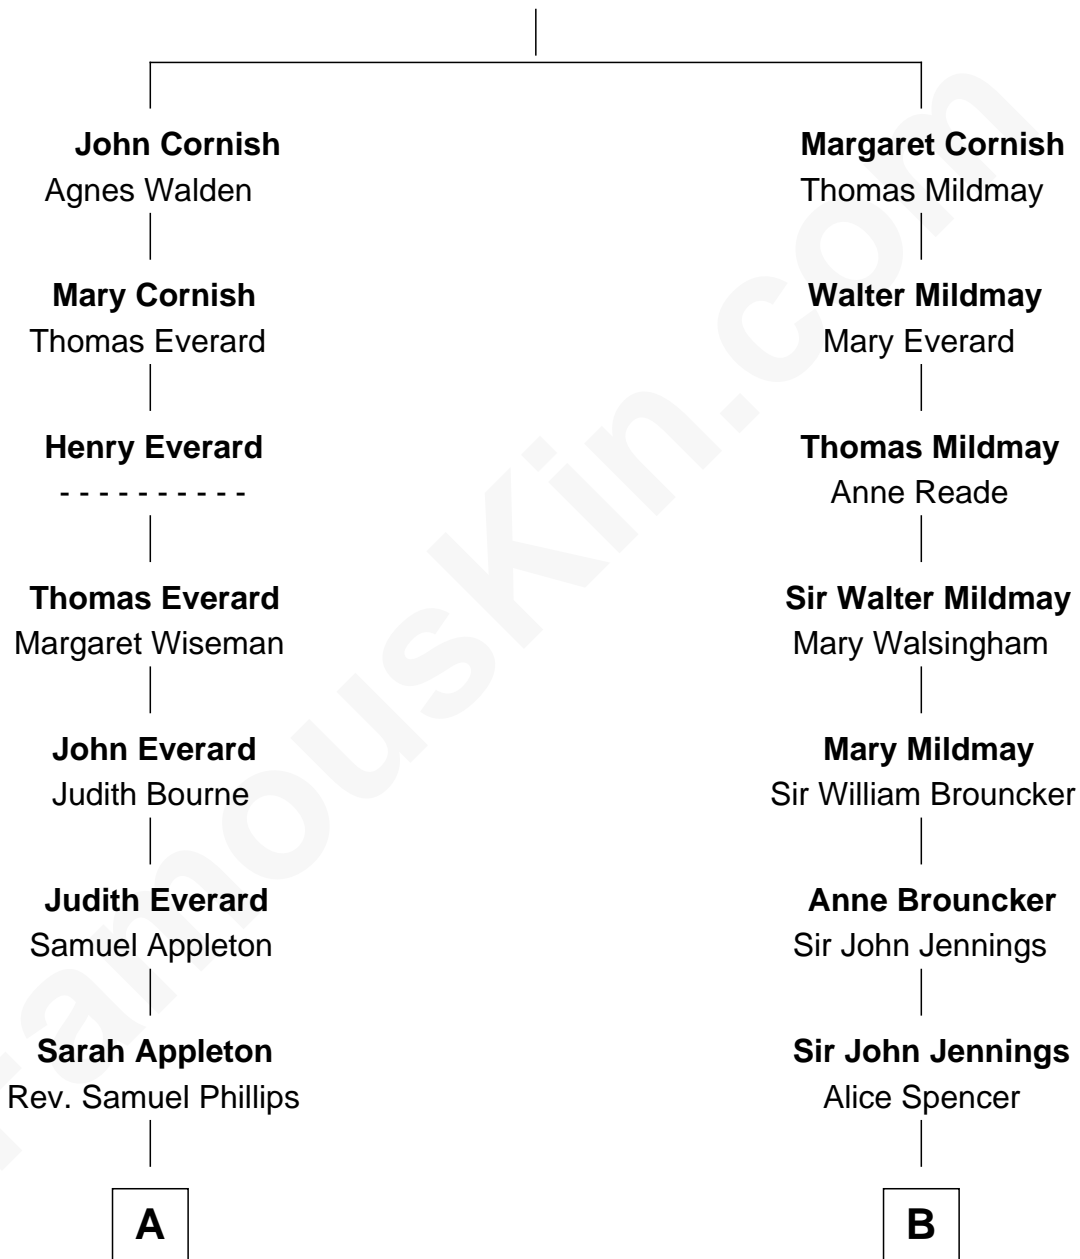 John Cornish
Agnes Walden
Mary Cornish
Thomas Everard
Henry Everard
- - - - - - - - - -
Thomas Everard
Margaret Wiseman
John Everard
Judith Bourne
Judith Everard
Samuel Appleton
Sarah Appleton
Rev. Samuel Phillips
A
Margaret Cornish
Thomas Mildmay
Walter Mildmay
Mary Everard
Thomas Mildmay
Anne Reade
Sir Walter Mildmay
Mary Walsingham
Mary Mildmay
Sir William Brouncker
Anne Brouncker
Sir John Jennings
Sir John Jennings
Alice Spencer
B
FamousKin.com